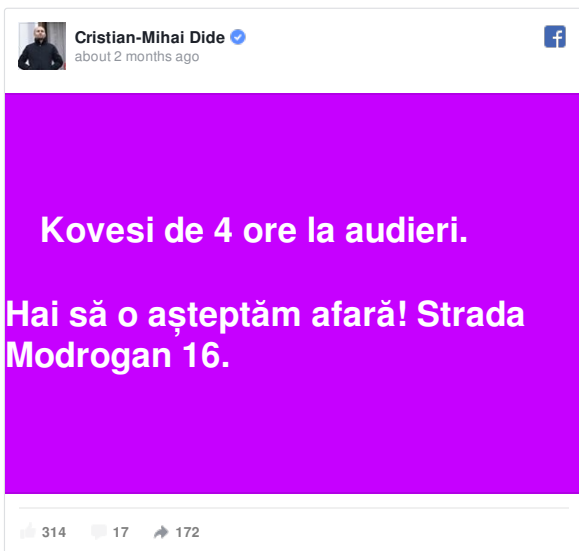 Cristian-Mihai Dide
about 2 months ago
Kovesi de 4 ore la audieri.
Hai să o așteptăm afară! Strada
Modrogan 16.
314 17 172